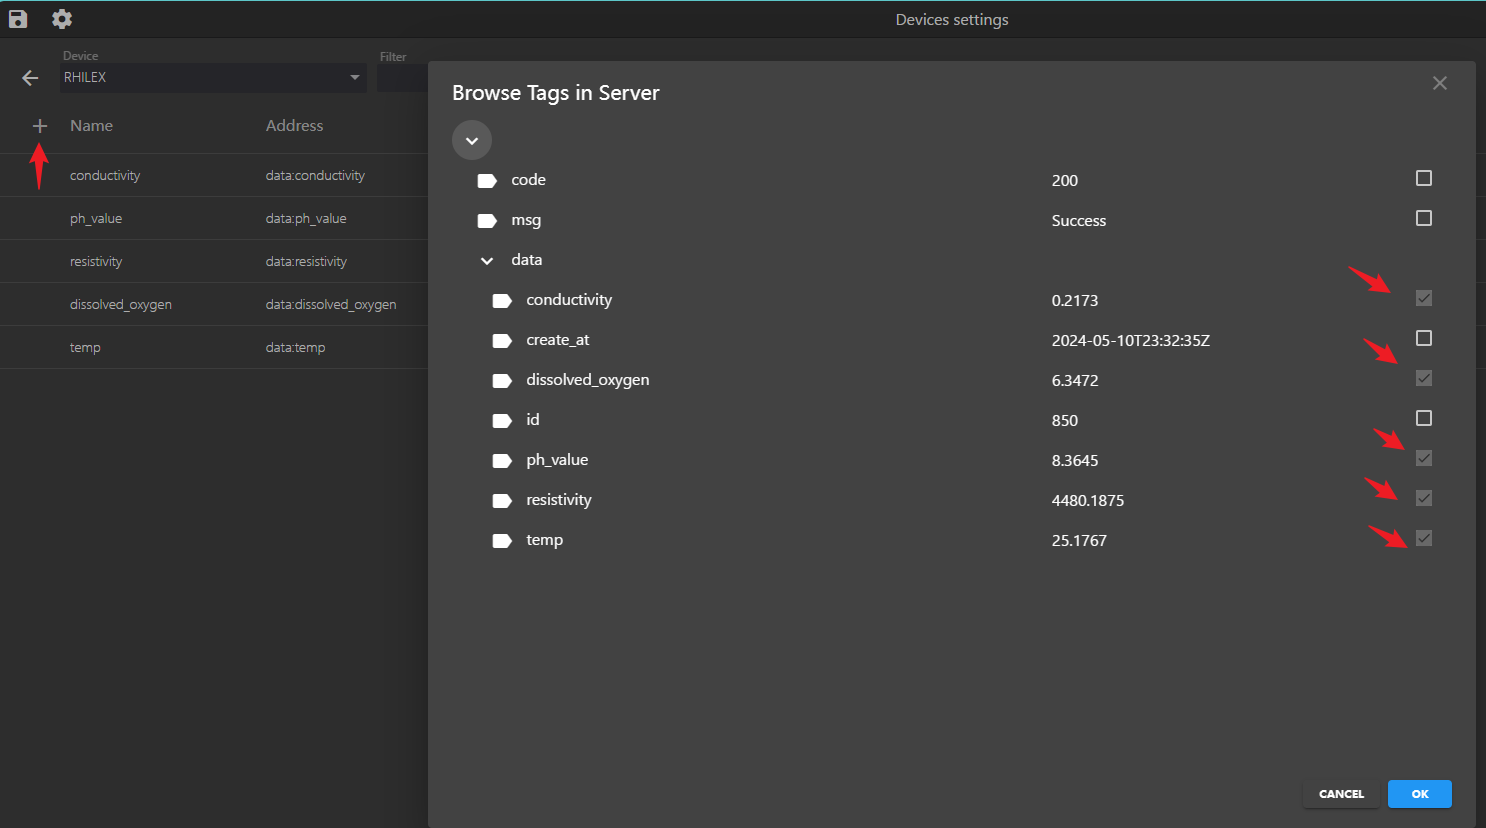 Devices settings
Device
RHILEX
Filter
Name Address
conductivity data:conductivity
ph_value data:ph_value
resistivity data:resistivity
dissolved_oxygen data:dissolved_oxygen
temp data:temp
Browse Tags in Server
code 200
msg Success
data
conductivity 0.2173
create_at 2024-05-10T23:32:35Z
dissolved_oxygen 6.3472
id 850
ph_value 8.3645
resistivity 4480.1875
temp 25.1767
CANCEL OK